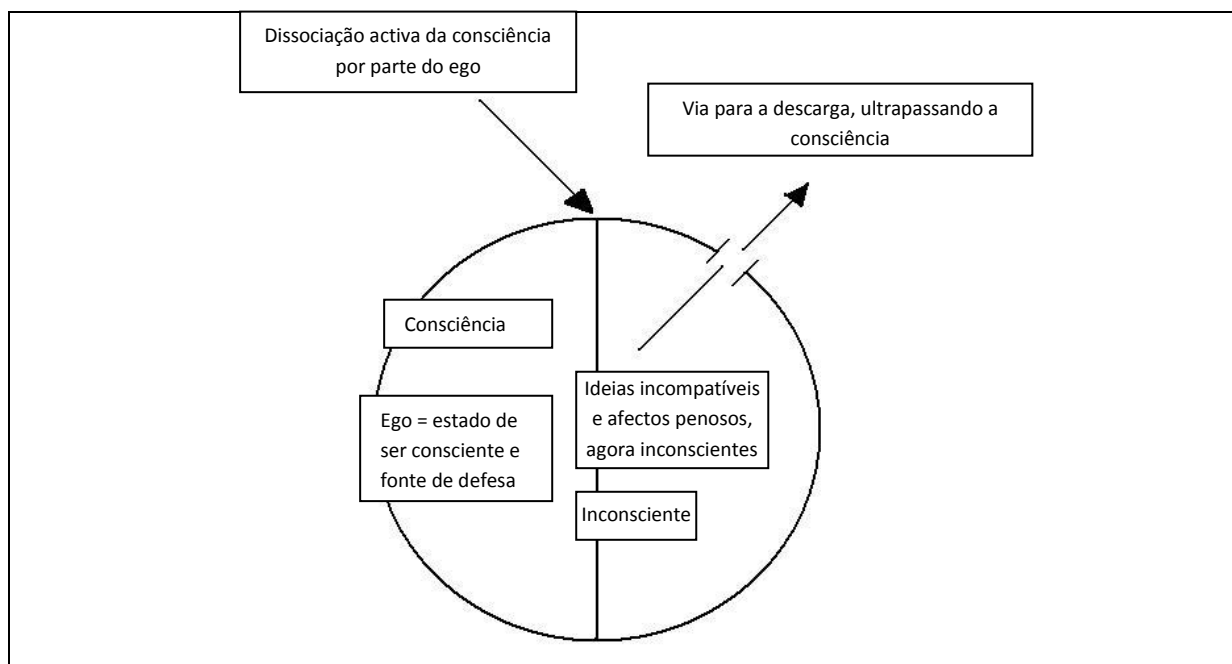 Dissociação activa da consciência
por parte do ego
Via para a descarga, ultrapassando a
consciência
Consciência
Ego = estado de
ser consciente e
fonte de defesa
Ideias incompatíveis
e afectos penosos,
agora inconscientes
Inconsciente